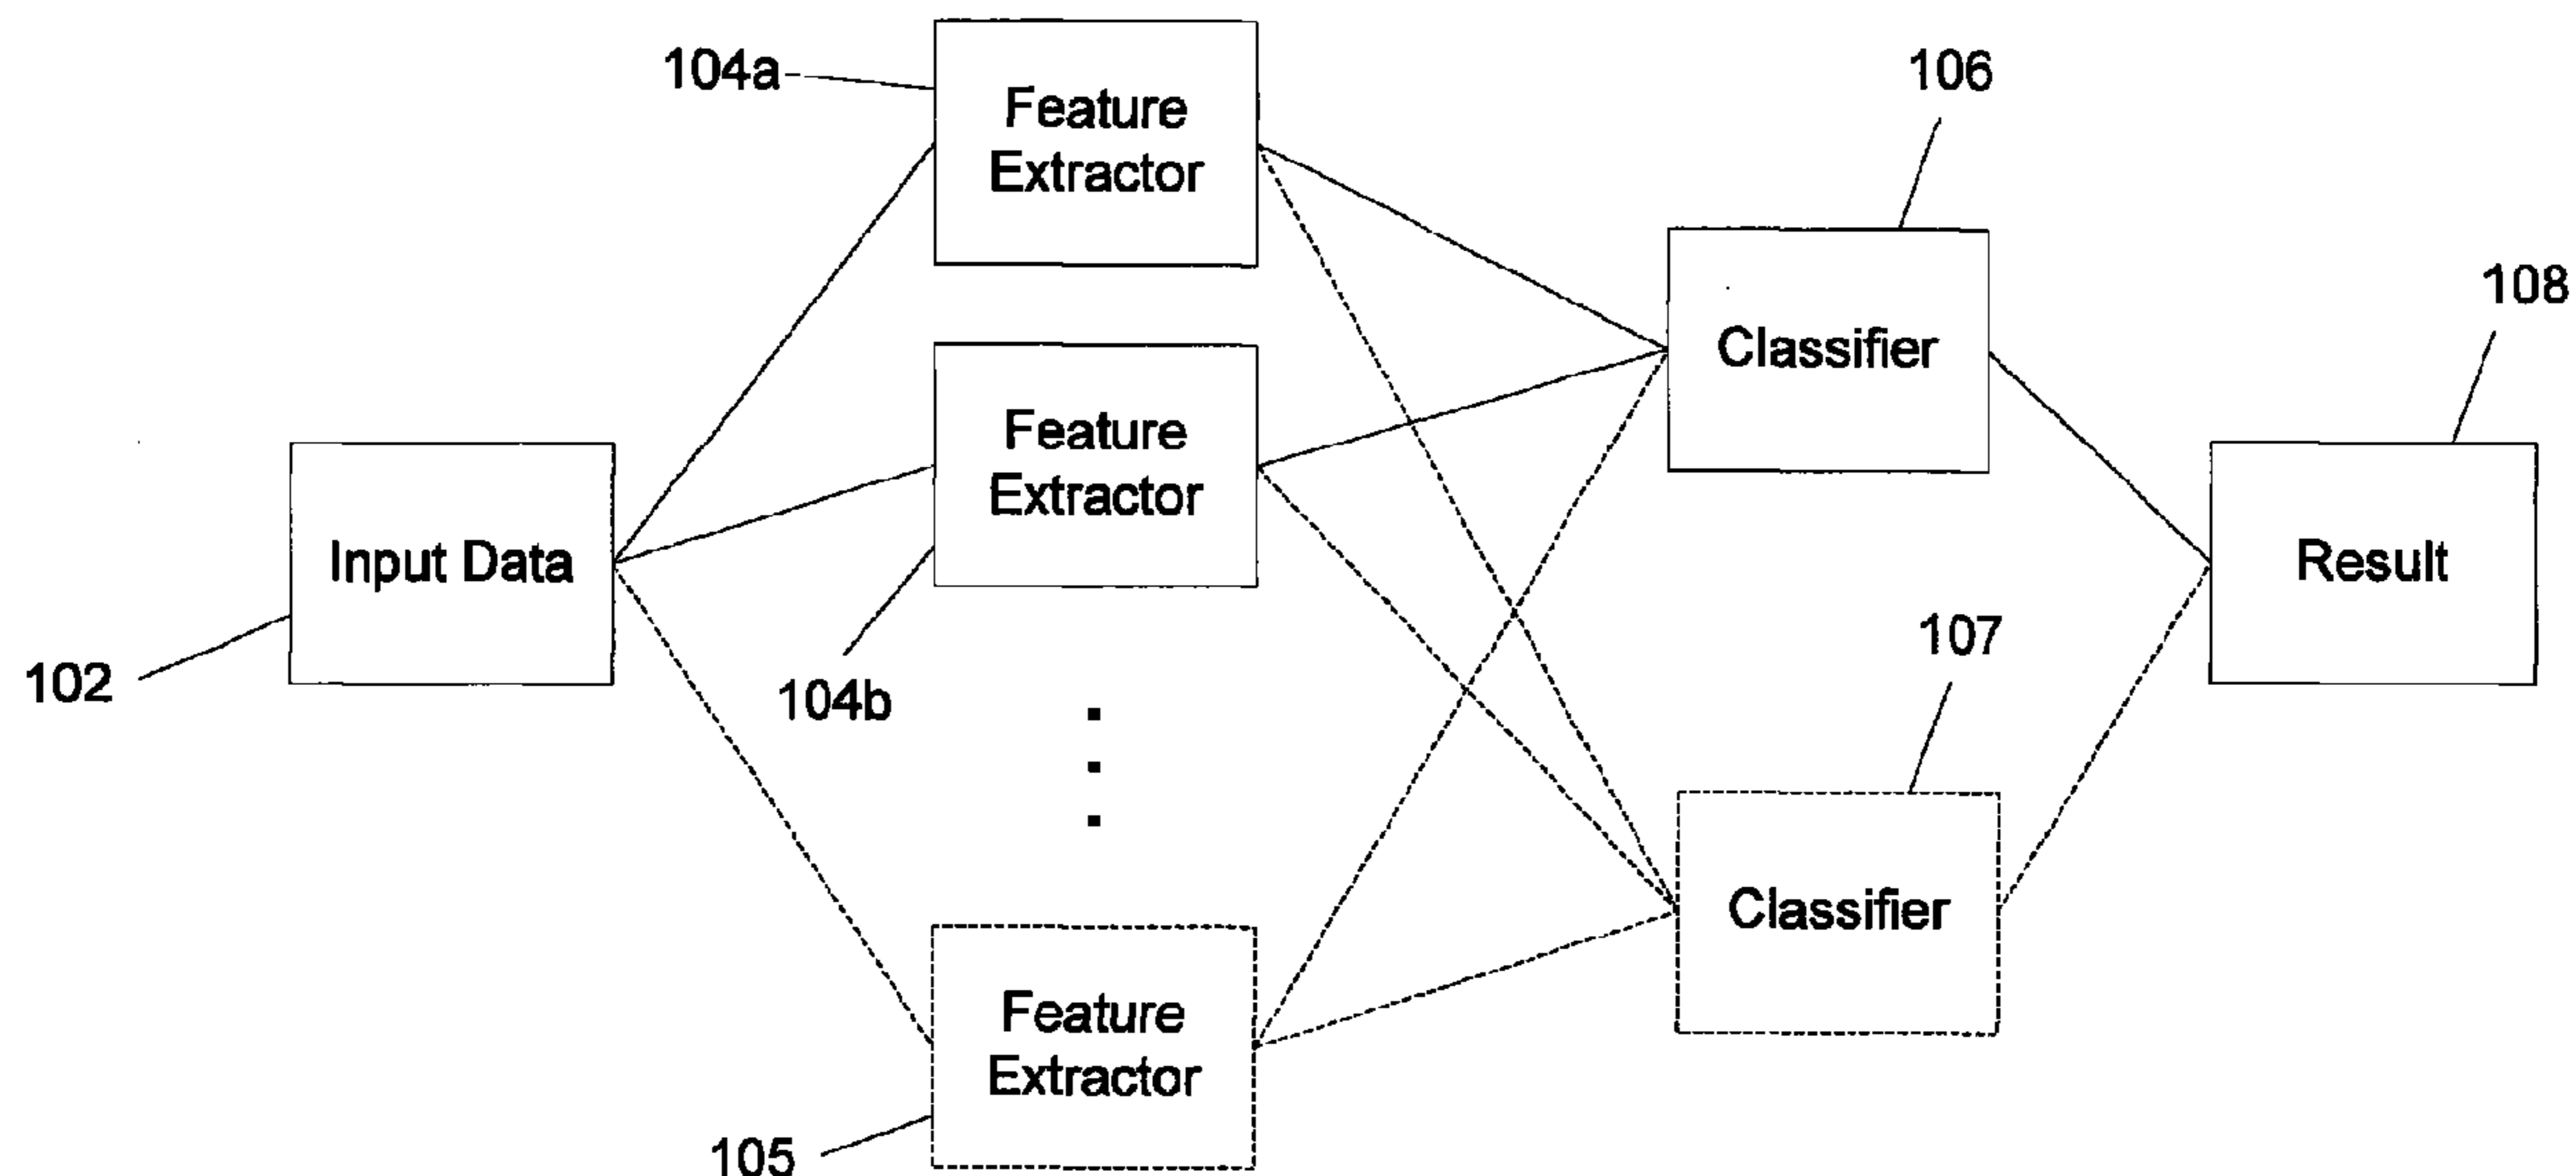 104a
Feature
Extractor
106
108
Feature
Extractor
Classifier
Input Data
Result
102
104b
107
Classifier
Feature
Extractor
105